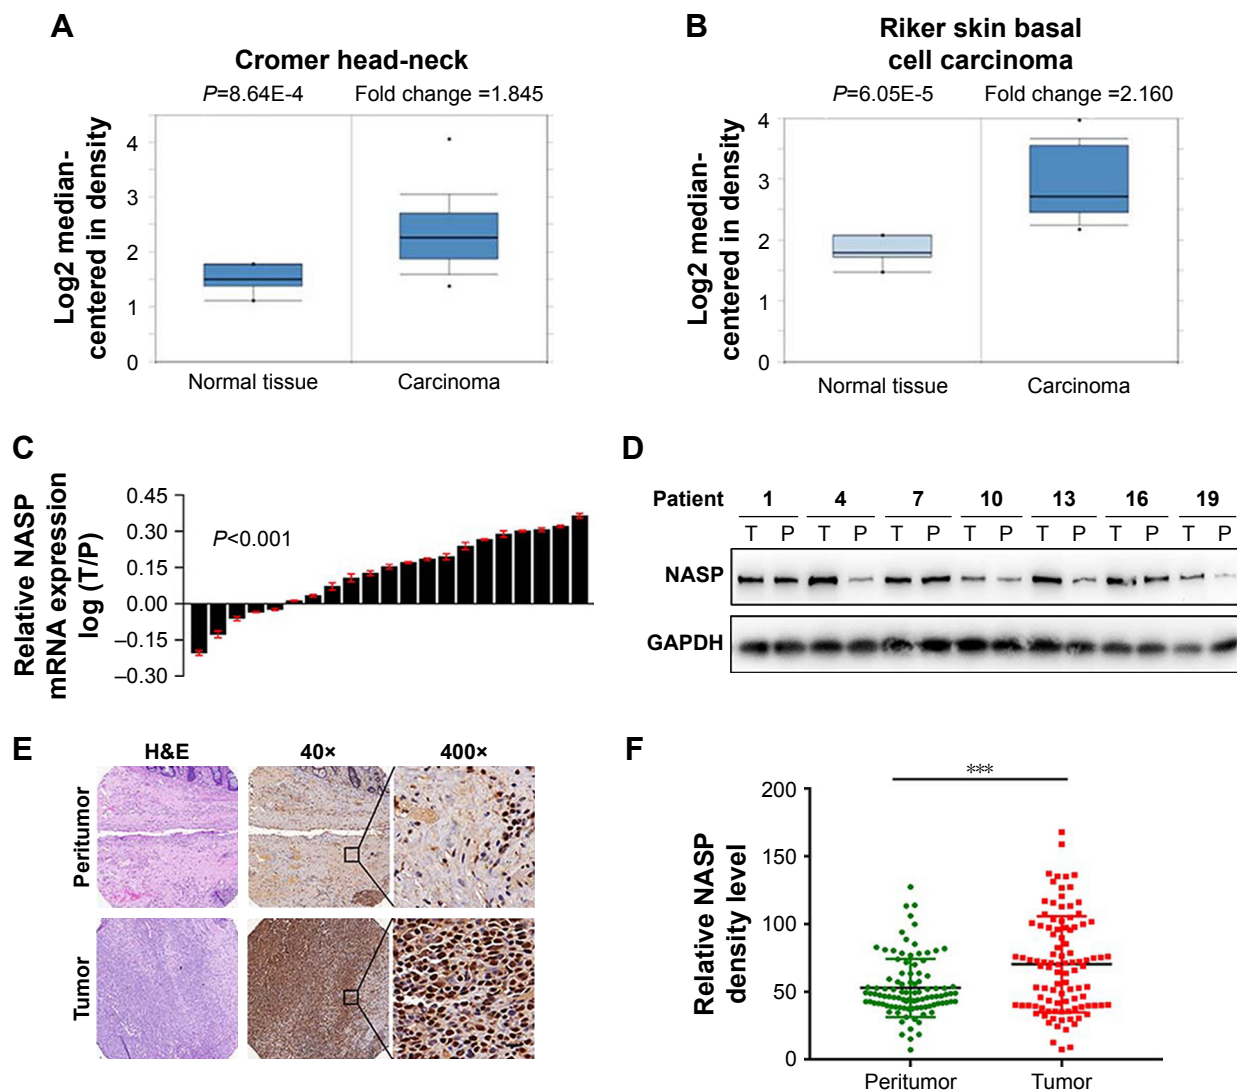 A
Cromer head-neck
P=8.64E-4 Fold change =1.845
Log2 median-
centered in density
4
3
2
1
0
Normal tissue Carcinoma
B
Riker skin basal
cell carcinoma
P=6.05E-5 Fold change =2.160
Log2 median-
centered in density
4
3
2
1
0
Normal tissue Carcinoma
C
Relative NASP
mRNA expression
log (T/P)
0.45
0.30
0.15
0.00
–0.15
–0.30
P<0.001
D
Patient 1 4 7 10 13 16 19
T P T P T P T P T P T P T P
NASP
GAPDH
E
H&E 40× 400×
Peritumor
Tumor
F
***
Relative NASP
density level
200
150
100
50
0
Peritumor Tumor